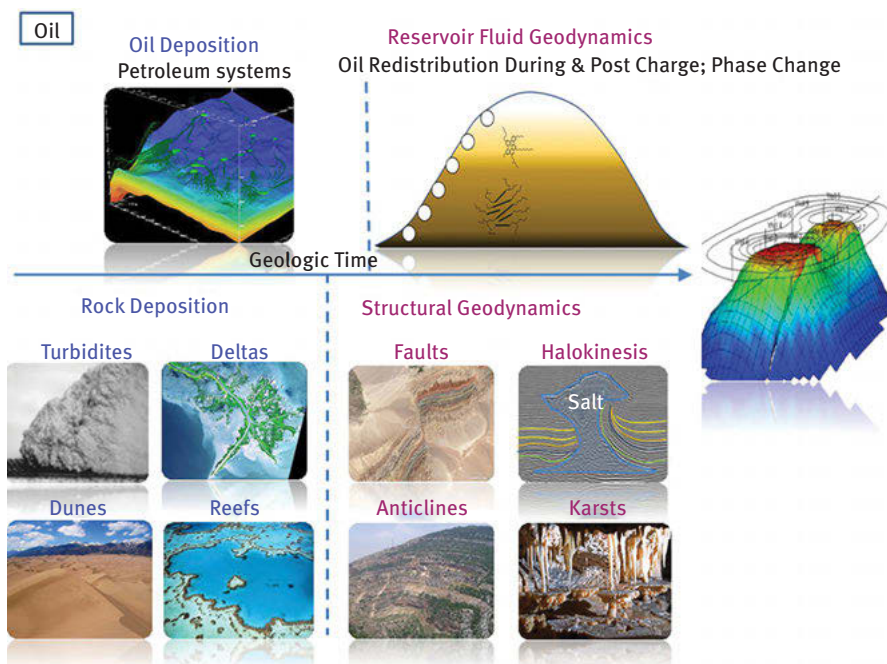 Oil
Oil Deposition
Petroleum systems
Reservoir Fluid Geodynamics
Oil Redistribution During & Post Charge; Phase Change
Geologic Time
Rock Deposition
Structural Geodynamics
Turbidites
Deltas
Faults
Halokinesis
Salt
Dunes
Reefs
Anticlines
Karsts